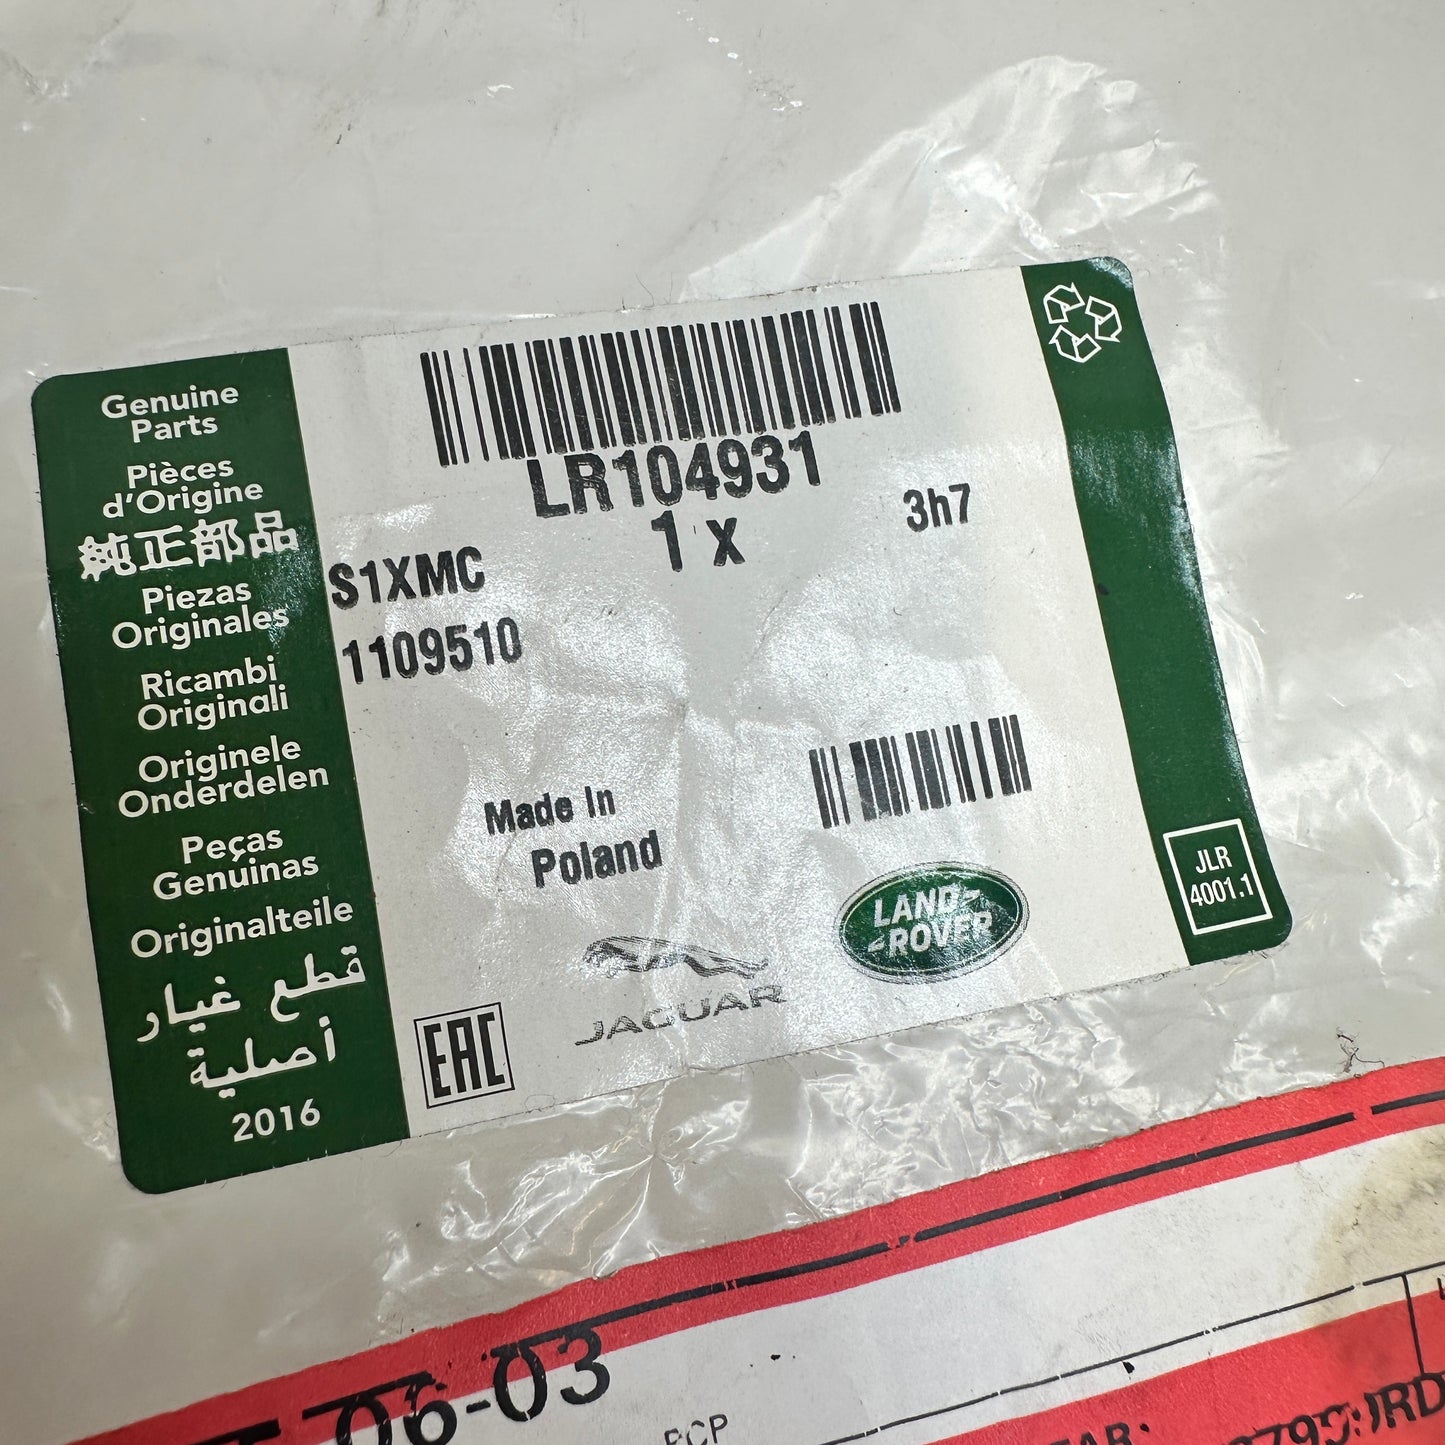 Genuine
Parts
Pièces
d'Origine
純正部品
Piezas
Originales
Ricambi
Originali
Originele
Onderdelen
Peças
Genuinas
Originalteile
قطع غيار
أصلية
2016
LR104931
1 x
3h7
S1XMC
1109510
Made In
Poland
EAC
JAGUAR
LAND-
-ROVER
JLR
4001.1
06-03